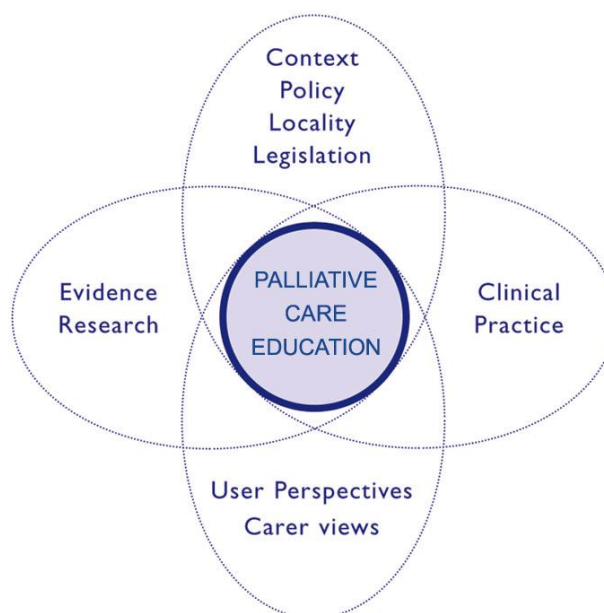 Context
Policy
Locality
Legislation
Evidence
Research
PALLIATIVE
CARE
EDUCATION
Clinical
Practice
User Perspectives
Carer views